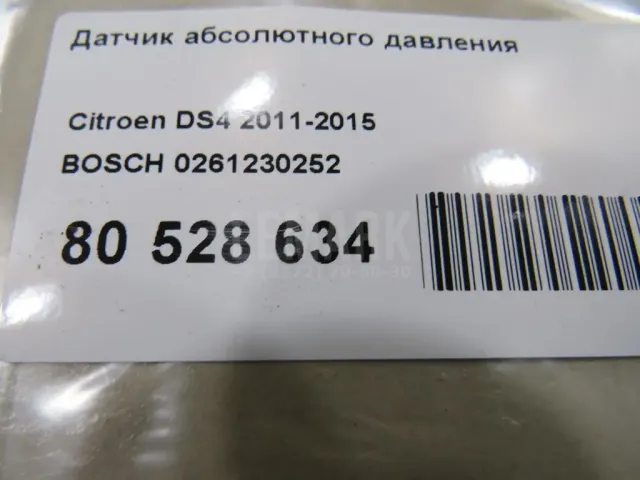 Датчик абсолютного давления
Citroen DS4 2011-2015
BOSCH 0261230252
80 528 634